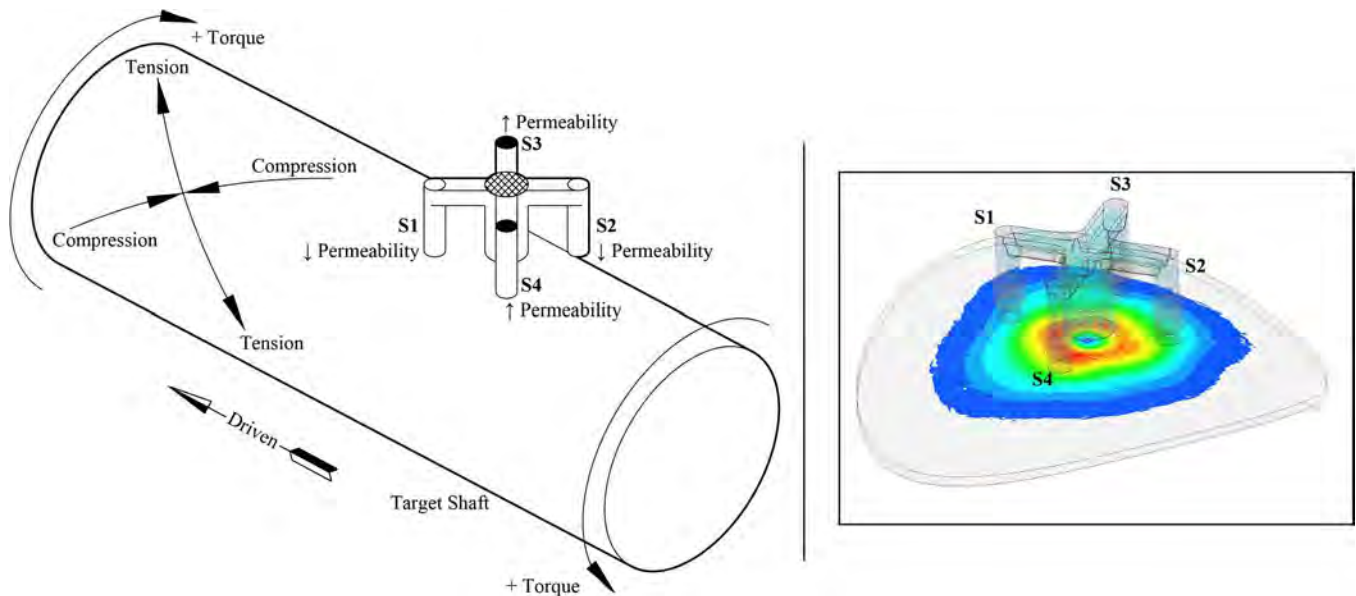 + Torque
Tension
Compression
Compression
Tension
↑ Permeability
S3
S1
↓ Permeability
S2
↓ Permeability
S4
↑ Permeability
Driven
Target Shaft
+ Torque
S3
S1
S2
S4